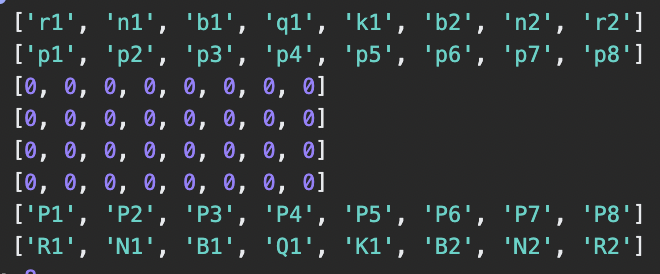 ['r1', 'n1', 'b1', 'q1', 'k1', 'b2', 'n2', 'r2']
['p1', 'p2', 'p3', 'p4', 'p5', 'p6', 'p7', 'p8']
[0, 0, 0, 0, 0, 0, 0, 0]
[0, 0, 0, 0, 0, 0, 0, 0]
[0, 0, 0, 0, 0, 0, 0, 0]
[0, 0, 0, 0, 0, 0, 0, 0]
['P1', 'P2', 'P3', 'P4', 'P5', 'P6', 'P7', 'P8']
['R1', 'N1', 'B1', 'Q1', 'K1', 'B2', 'N2', 'R2']